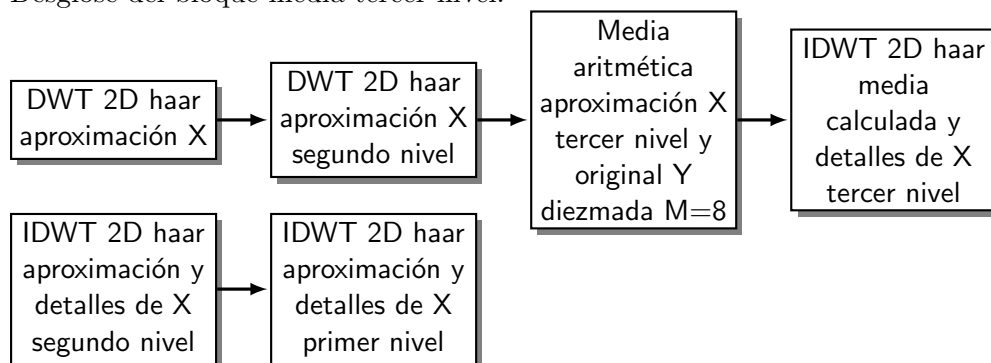 Desglose del bloque media tercer nivel:
DWT 2D haar
aproximación X
DWT 2D haar
aproximación X
segundo nivel
Media
aritmética
aproximación X
tercer nivel y
original Y
diezmada M=8
IDWT 2D haar
media
calculada y
detalles de X
tercer nivel
IDWT 2D haar
aproximación y
detalles de X
segundo nivel
IDWT 2D haar
aproximación y
detalles de X
primer nivel